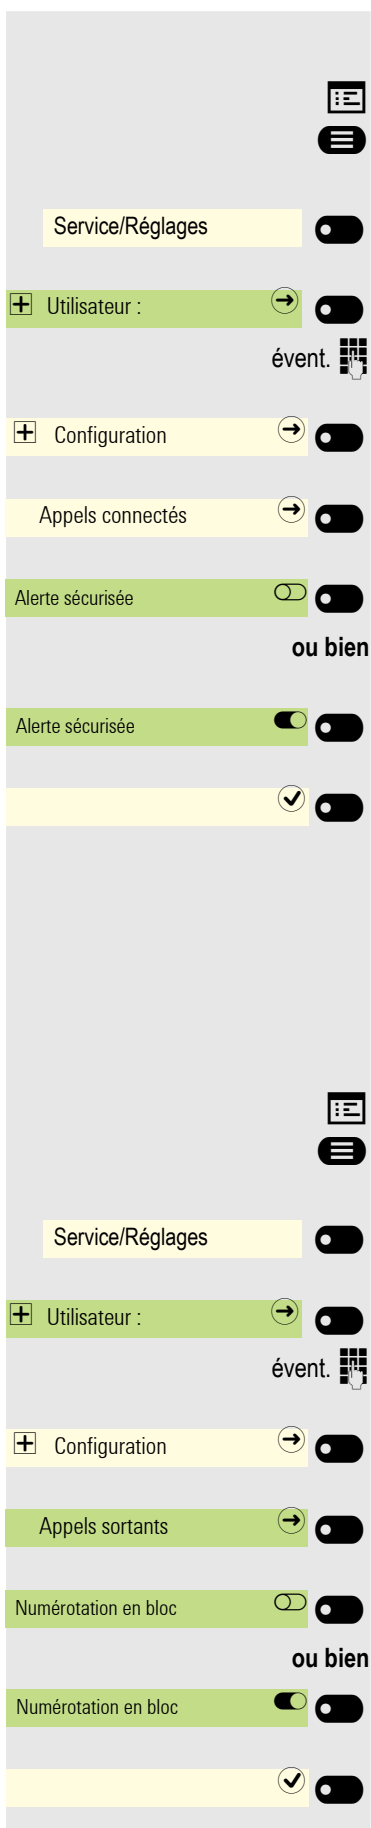 Service/Réglages
Utilisateur :
évent.
Configuration
Appels connectés
Alerte sécurisée
ou bien
Alerte sécurisée
Service/Réglages
Utilisateur :
évent.
Configuration
Appels sortants
Numérotation en bloc
ou bien
Numérotation en bloc